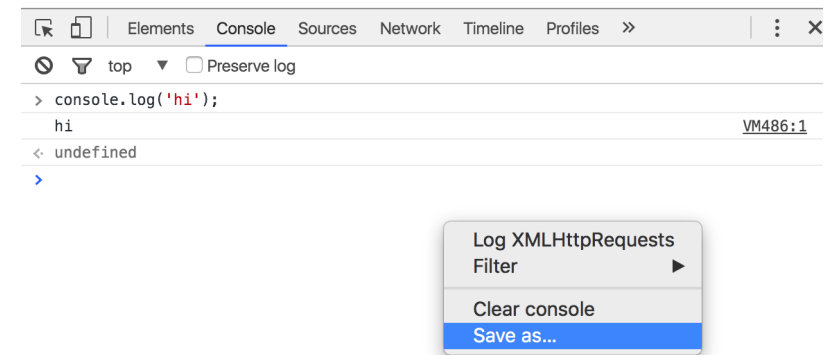 Elements Console Sources Network Timeline Profiles »
top ▼ Preserve log
> console.log('hi');
hi VM486:1
<· undefined
>
Log XMLHttpRequests
Filter ▶
Clear console
Save as...